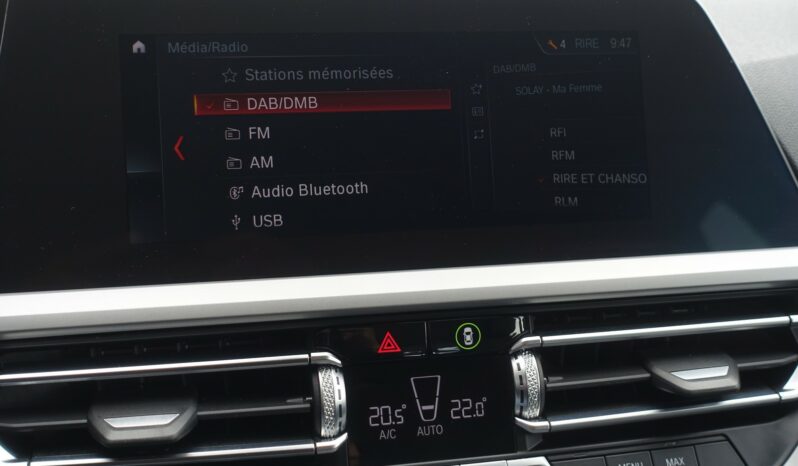 Média/Radio
4 RIRE 9:47
Stations mémorisées
DAB/DMB
FM
AM
Audio Bluetooth
USB
DAB/DMB
SOLAY - Ma Femme
RFI
RFM
RIRE ET CHANSO
RLM
20.5° 22.0°
A/C AUTO
MENU MAX